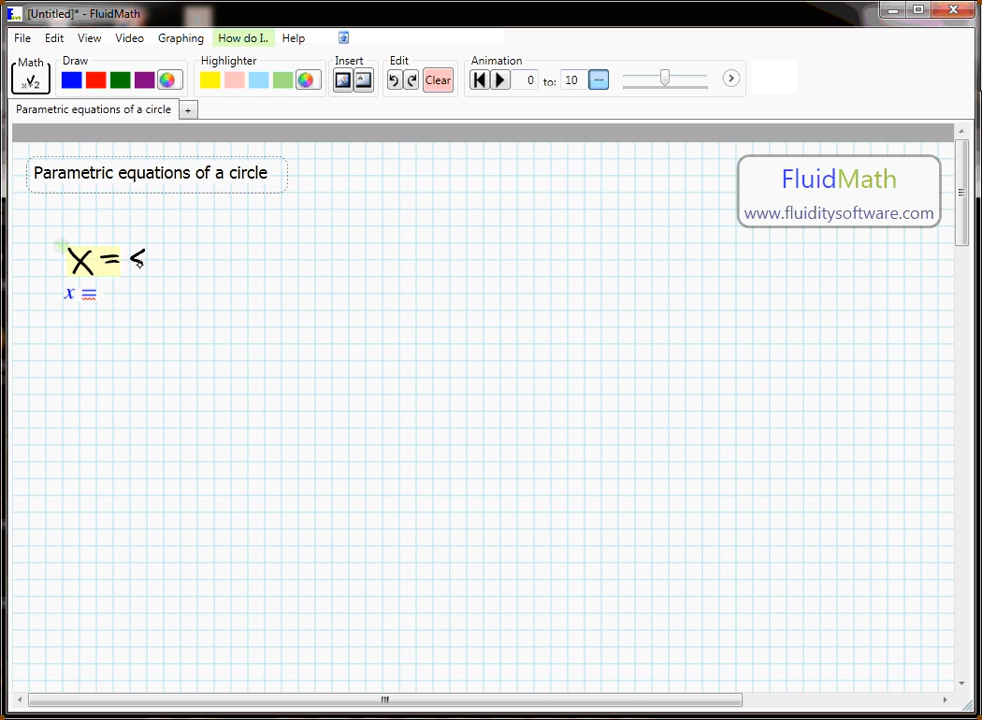 [Untitled]* - FluidMath
File Edit View Video Graphing How do I.. Help
Math Draw Highlighter Insert Edit Animation
√x+2 Clear 0 to: 10
Parametric equations of a circle +
Parametric equations of a circle
FluidMath
www.fluiditysoftware.com
x =
x =